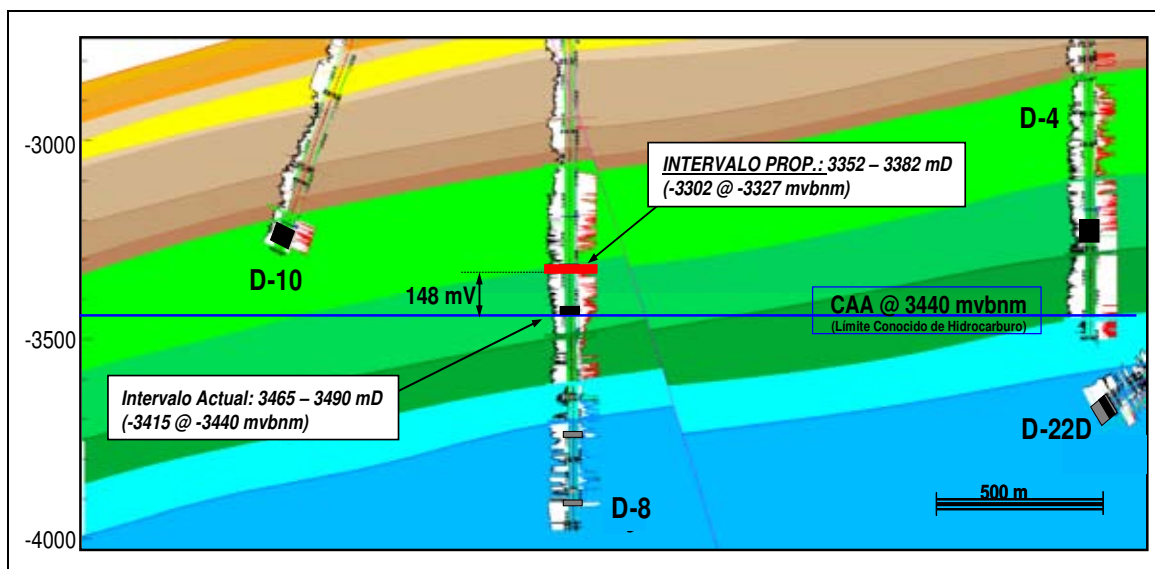 -3000
-3500
-4000
D-10
D-4
INTERVALO PROP.: 3352 – 3382 mD
(-3302 @ -3327 mvbnm)
148 mV
CAA @ 3440 mvbnm
(Límite Conocido de Hidrocarburo)
Intervalo Actual: 3465 – 3490 mD
(-3415 @ -3440 mvbnm)
D-22D
D-8
500 m